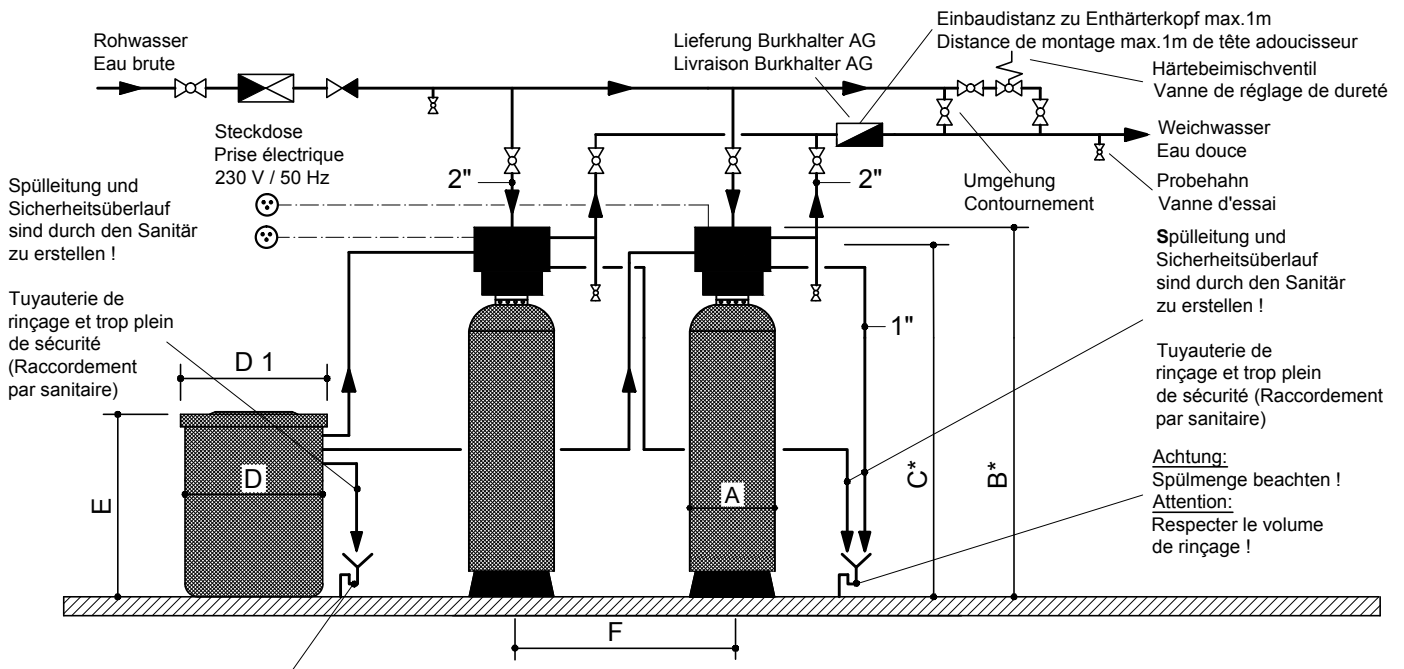 Rohwasser
Eau brute
Lieferung Burkhalter AG
Livraison Burkhalter AG
Einbaudistanz zu Enthärterkopf max.1m
Distance de montage max.1m de tête adoucisseur
Härtebeimischventil
Vanne de réglage de dureté
Steckdose
Prise électrique
230 V / 50 Hz
Weichwasser
Eau douce
Umgehung
Contournement
Probehahn
Vanne d'essai
2"
2"
Spülleitung und
Sicherheitsüberlauf
sind durch den Sanitär
zu erstellen !
Tuyauterie de
rinçage et trop plein
de sécurité
(Raccordement
par sanitaire)
Spülleitung und
Sicherheitsüberlauf
sind durch den Sanitär
zu erstellen !
1"
Tuyauterie de
rinçage et trop plein
de sécurité (Raccordement
par sanitaire)
Achtung:
Spülmenge beachten !
Attention:
Respecter le volume
de rinçage !
D 1
D
E
A
C*
B*
F